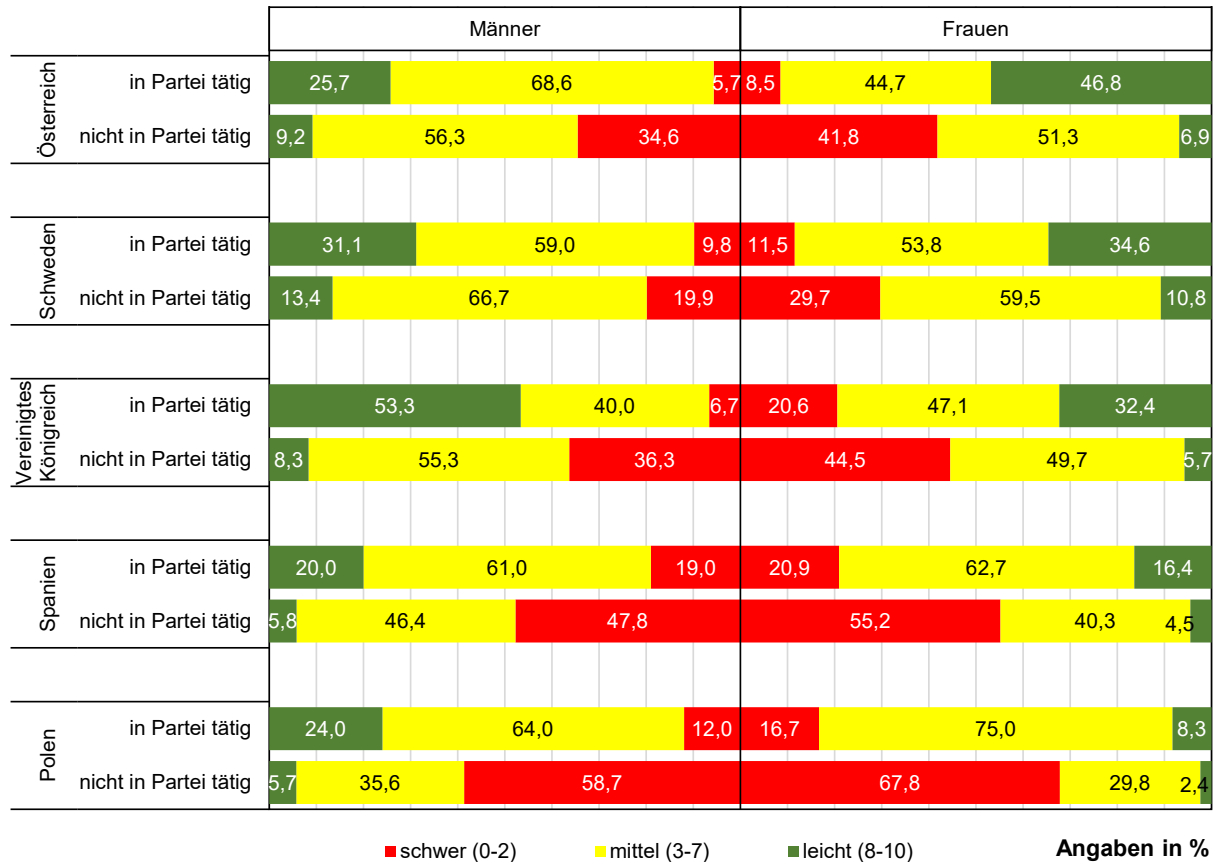 Männer Frauen
Österreich
in Partei tätig 25,7 68,6 5,7 8,5 44,7 46,8
nicht in Partei tätig 9,2 56,3 34,6 41,8 51,3 6,9
Schweden
in Partei tätig 31,1 59,0 9,8 11,5 53,8 34,6
nicht in Partei tätig 13,4 66,7 19,9 29,7 59,5 10,8
Vereinigtes
Königreich
in Partei tätig 53,3 40,0 6,7 20,6 47,1 32,4
nicht in Partei tätig 8,3 55,3 36,3 44,5 49,7 5,7
Spanien
in Partei tätig 20,0 61,0 19,0 20,9 62,7 16,4
nicht in Partei tätig 5,8 46,4 47,8 55,2 40,3 4,5
Polen
in Partei tätig 24,0 64,0 12,0 16,7 75,0 8,3
nicht in Partei tätig 5,7 35,6 58,7 67,8 29,8 2,4
schwer (0-2) mittel (3-7) leicht (8-10) Angaben in %